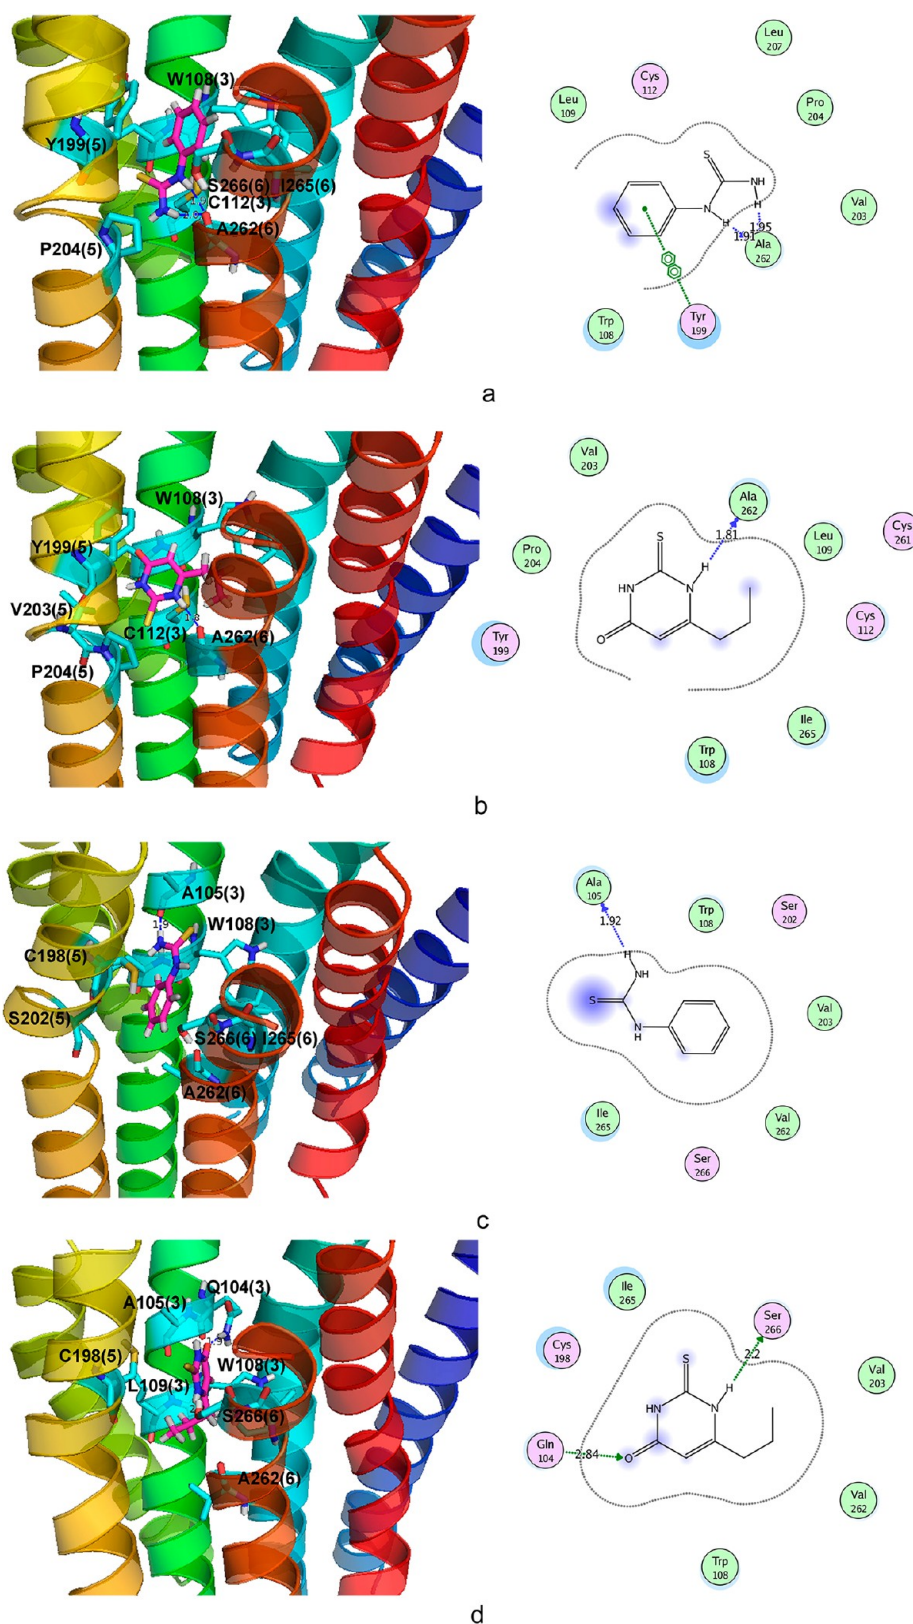 W108(3)
Y199(5)
S266(6) I265(6)
C112(3)
A262(6)
P204(5)
Leu
207
Cys
112
Leu
109
Pro
204
S
NH
H
N
H
1.95
1.91
Val
203
Ala
262
Trp
108
Tyr
199
a
W108(3)
Y199(5)
V203(5)
C112(3)
1.8
A262(6)
P204(5)
Val
203
Ala
262
1.81
Leu
109
Cys
261
Pro
204
S
H
HN
N
O
Cys
112
Tyr
199
Ile
265
Trp
108
b
A105(3)
1.9
W108(3)
C198(5)
S202(5)
S266(6) I265(6)
A262(6)
Ala
105
1.92
Trp
108
Ser
202
H
NH
S
N
H
Val
203
Ile
265
Val
262
Ser
266
c
Q104(3)
A105(3)
C198(5)
W108(3)
L109(3)
S266(6)
A262(6)
Ile
265
Ser
266
2.2
Cys
198
S
H
HN
N
O
Val
203
Gln
104
2.84
Val
262
Trp
108
d